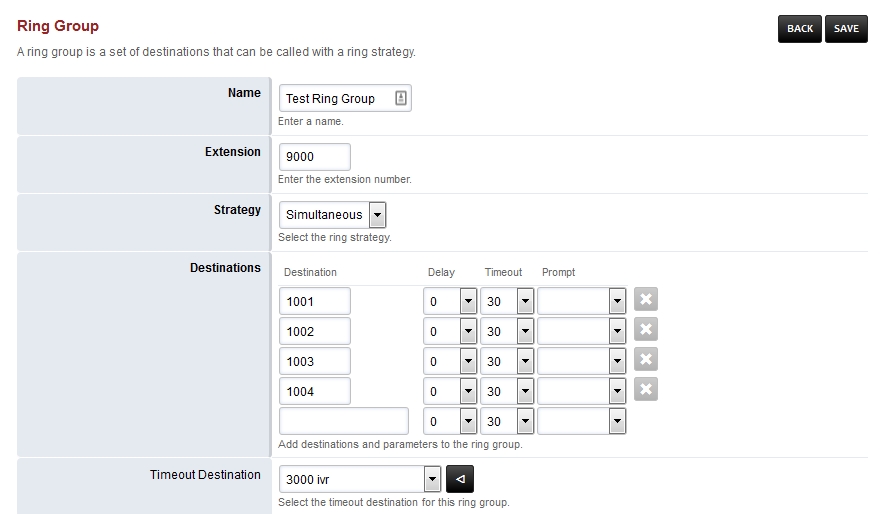 Ring Group
BACK SAVE
A ring group is a set of destinations that can be called with a ring strategy.
Name
Test Ring Group
Enter a name.
Extension
9000
Enter the extension number.
Strategy
Simultaneous
Select the ring strategy.
Destinations
Destination Delay Timeout Prompt
1001 0 30
1002 0 30
1003 0 30
1004 0 30
0 30
Add destinations and parameters to the ring group.
Timeout Destination
3000 ivr
Select the timeout destination for this ring group.